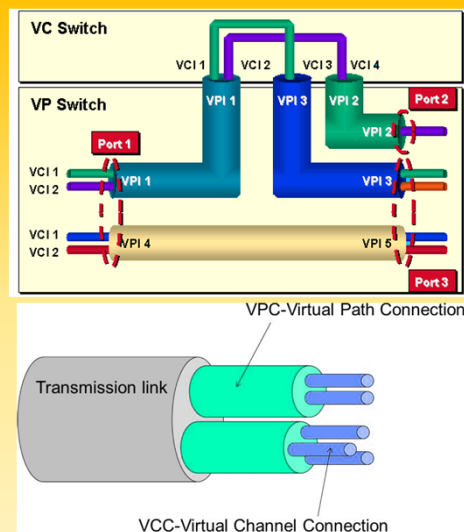 VC Switch
VCI 1 VCI 2 VCI 3 VCI 4
VP Switch
VPI 1 VPI 3 VPI 2
Port 2
Port 1
VPI 2
VCI 1
VCI 2
VPI 1
VPI 3
VCI 1
VCI 2
VPI 4
VPI 5
Port 3
VPC-Virtual Path Connection
Transmission link
VCC-Virtual Channel Connection